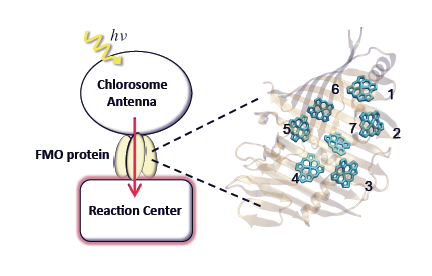 hν
Chlorosome
Antenna
FMO protein
Reaction Center
6
1
5
7
2
4
3